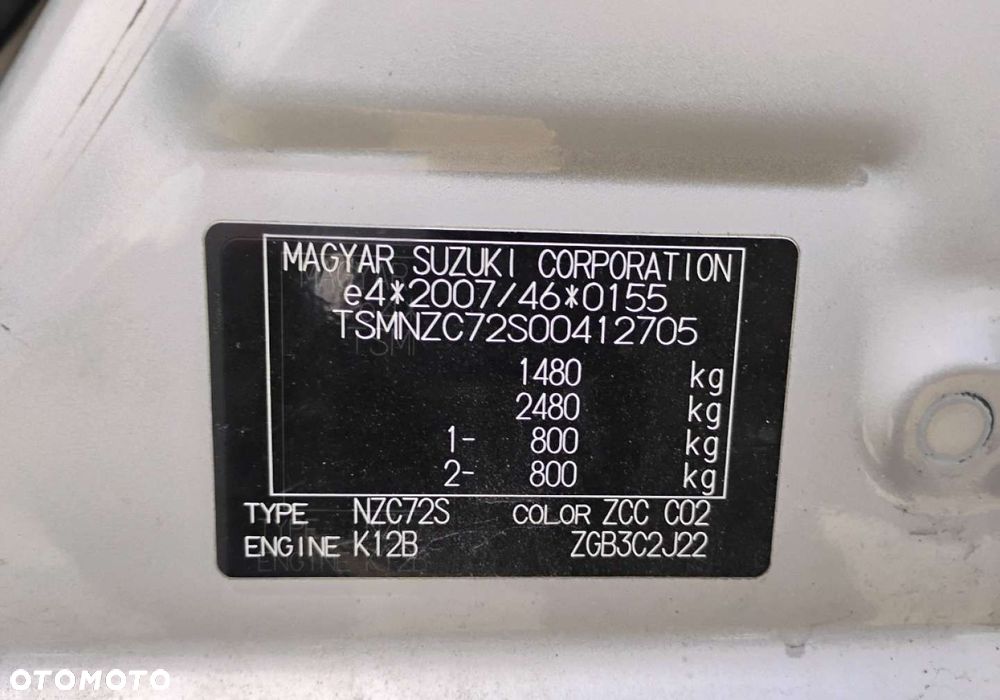 MAGYAR SUZUKI CORPORATION
e4*2007/46*0155
TSMNZC72S00412705
1480 kg
2480 kg
1- 800 kg
2- 800 kg
TYPE NZC72S COLOR ZCC C02
ENGINE K12B ZGB3C2J22
OTOMOTO